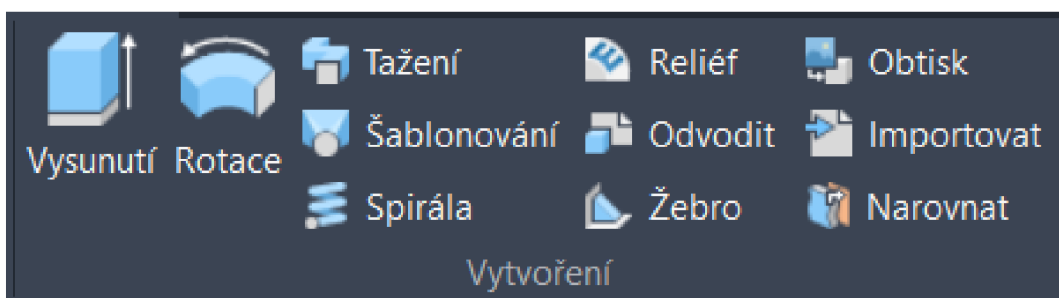 Vysunutí
Rotace
Tažení
Šablonování
Spirála
Reliéf
Odvodit
Žebro
Obtisk
Importovat
Narovnat
Vytvoření